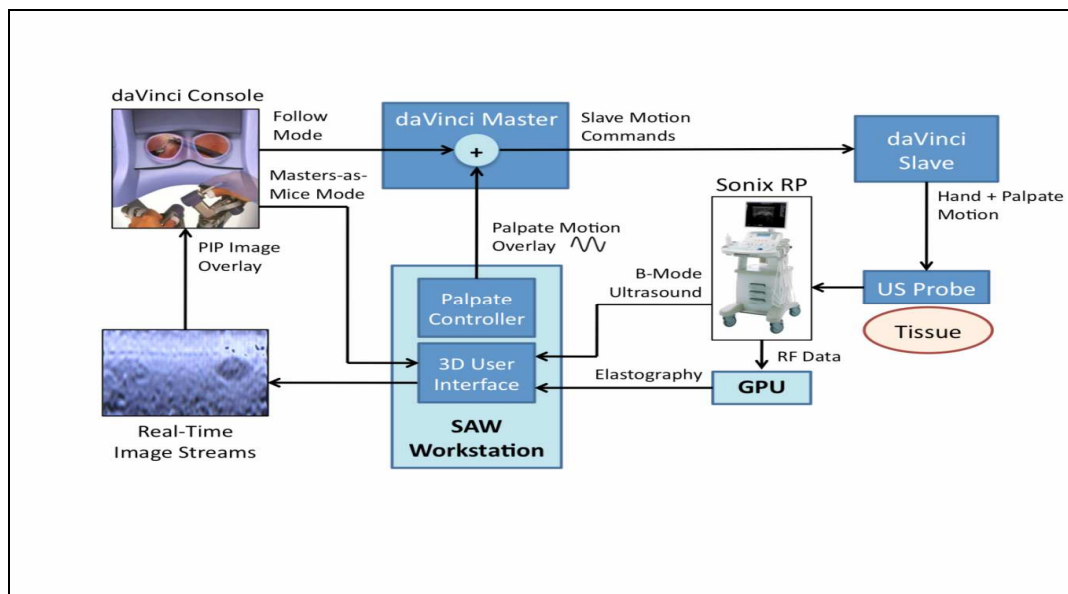 daVinci Console
Follow
Mode
Masters-as-
Mice Mode
daVinci Master
+
Slave Motion
Commands
daVinci
Slave
Sonix RP
Hand + Palpate
Motion
PIP Image
Overlay
Palpate Motion
Overlay
B-Mode
Ultrasound
US Probe
Tissue
Palpate
Controller
3D User
Interface
SAW
Workstation
Elastography
RF Data
GPU
Real-Time
Image Streams